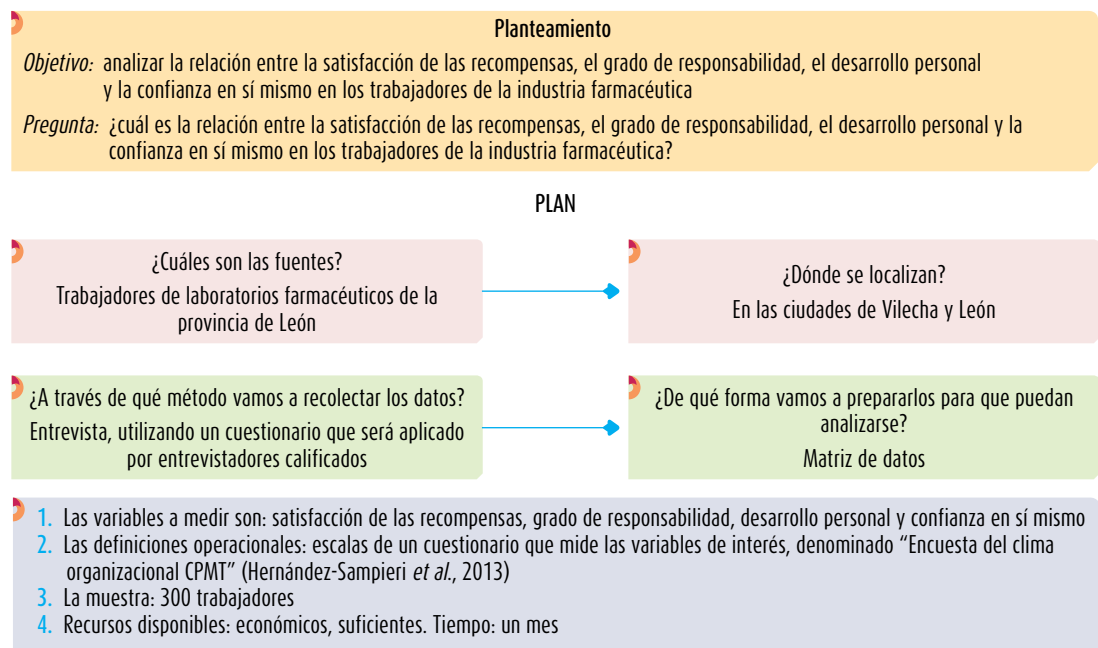 Planteamiento
Objetivo: analizar la relación entre la satisfacción de las recompensas, el grado de responsabilidad, el desarrollo personal
y la confianza en sí mismo en los trabajadores de la industria farmacéutica
Pregunta: ¿cuál es la relación entre la satisfacción de las recompensas, el grado de responsabilidad, el desarrollo personal y la
confianza en sí mismo en los trabajadores de la industria farmacéutica?
PLAN
¿Cuáles son las fuentes?
Trabajadores de laboratorios farmacéuticos de la
provincia de León
¿Dónde se localizan?
En las ciudades de Vilecha y León
¿A través de qué método vamos a recolectar los datos?
Entrevista, utilizando un cuestionario que será aplicado
por entrevistadores calificados
¿De qué forma vamos a prepararlos para que puedan
analizarse?
Matriz de datos
1. Las variables a medir son: satisfacción de las recompensas, grado de responsabilidad, desarrollo personal y confianza en sí mismo
2. Las definiciones operacionales: escalas de un cuestionario que mide las variables de interés, denominado “Encuesta del clima
organizacional CPMT” (Hernández-Sampieri et al., 2013)
3. La muestra: 300 trabajadores
4. Recursos disponibles: económicos, suficientes. Tiempo: un mes